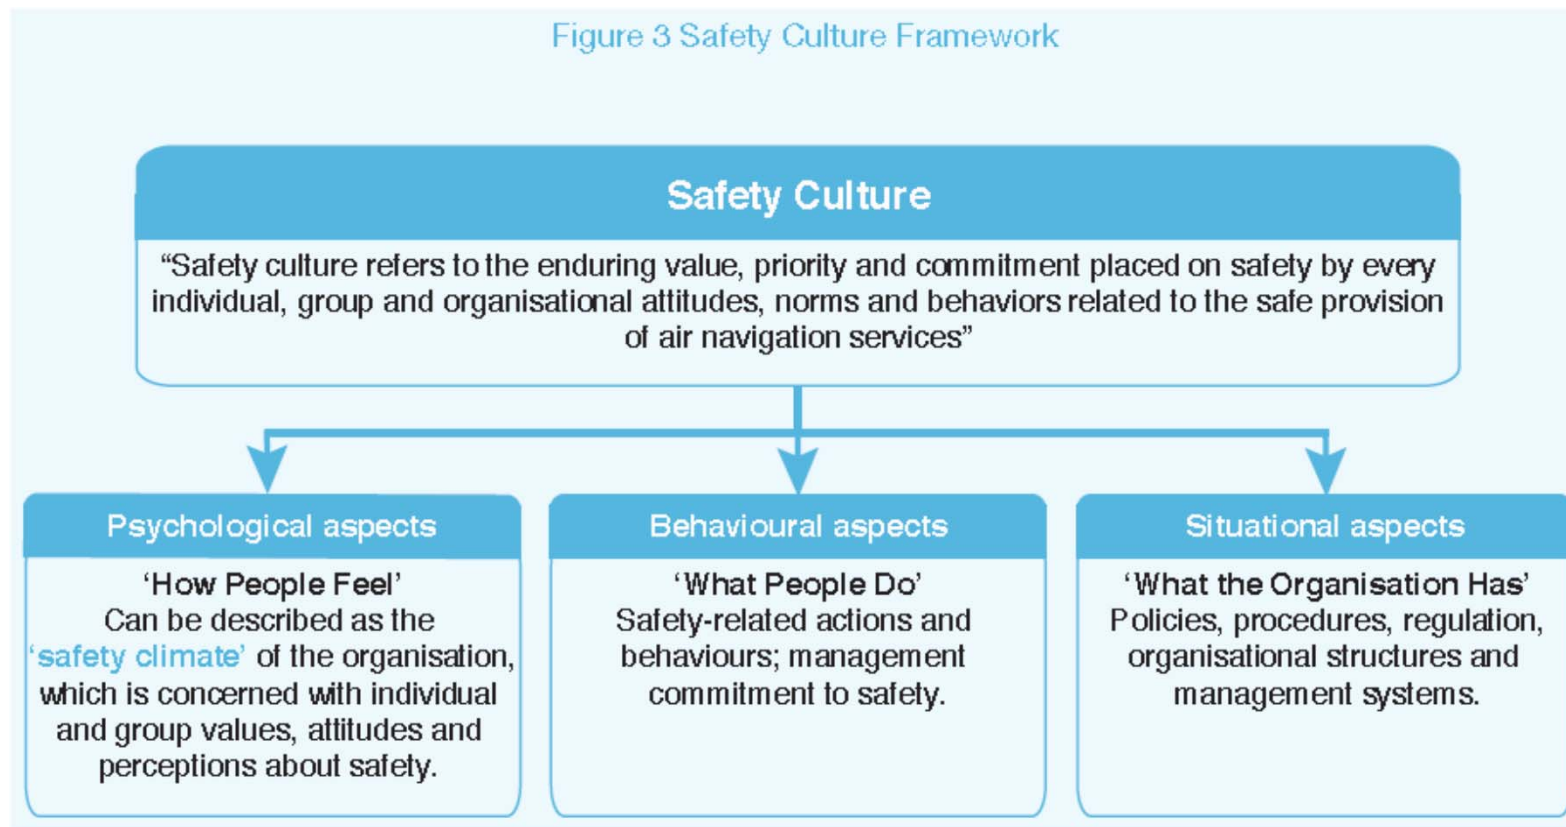 Figure 3 Safety Culture Framework
Safety Culture
“Safety culture refers to the enduring value, priority and commitment placed on safety by every
individual, group and organisational attitudes, norms and behaviors related to the safe provision
of air navigation services”
Psychological aspects
‘How People Feel’
Can be described as the
‘safety climate’ of the organisation,
which is concerned with individual
and group values, attitudes and
perceptions about safety.
Behavioural aspects
‘What People Do’
Safety-related actions and
behaviours; management
commitment to safety.
Situational aspects
‘What the Organisation Has’
Policies, procedures, regulation,
organisational structures and
management systems.